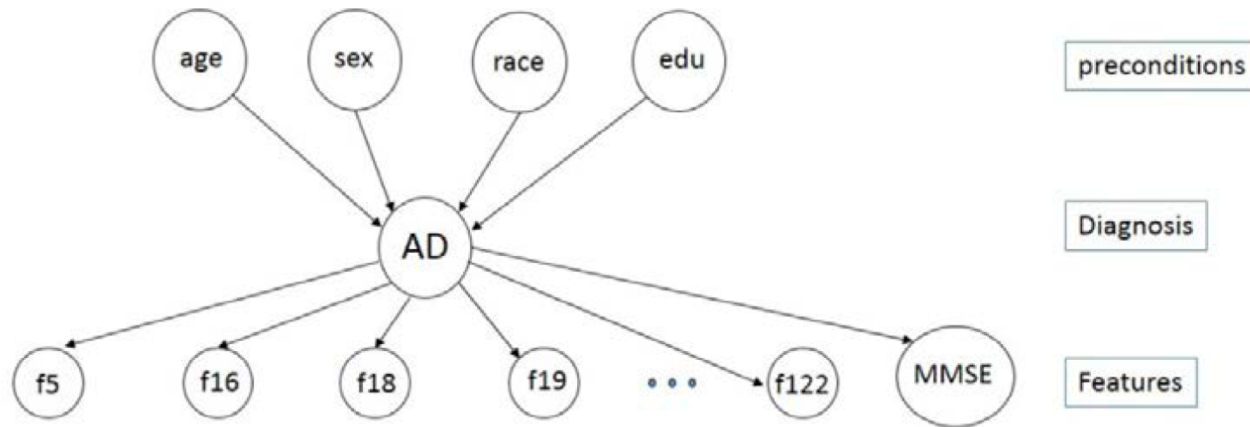 age sex race edu preconditions
AD Diagnosis
f5 f16 f18 f19 f122 MMSE Features